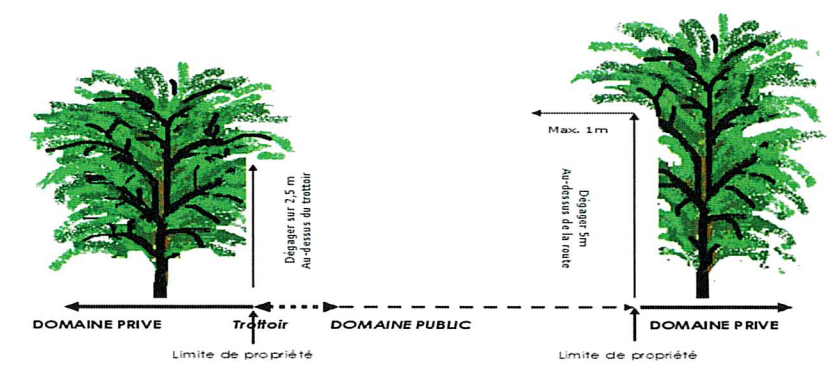 Max. 1m
Dégager sur 2,5 m
Au-dessus du trottoir
Dégager 5m
Au-dessus de la route
DOMAINE PRIVE
Trottoir
DOMAINE PUBLIC
DOMAINE PRIVE
Limite de propriété
Limite de propriété